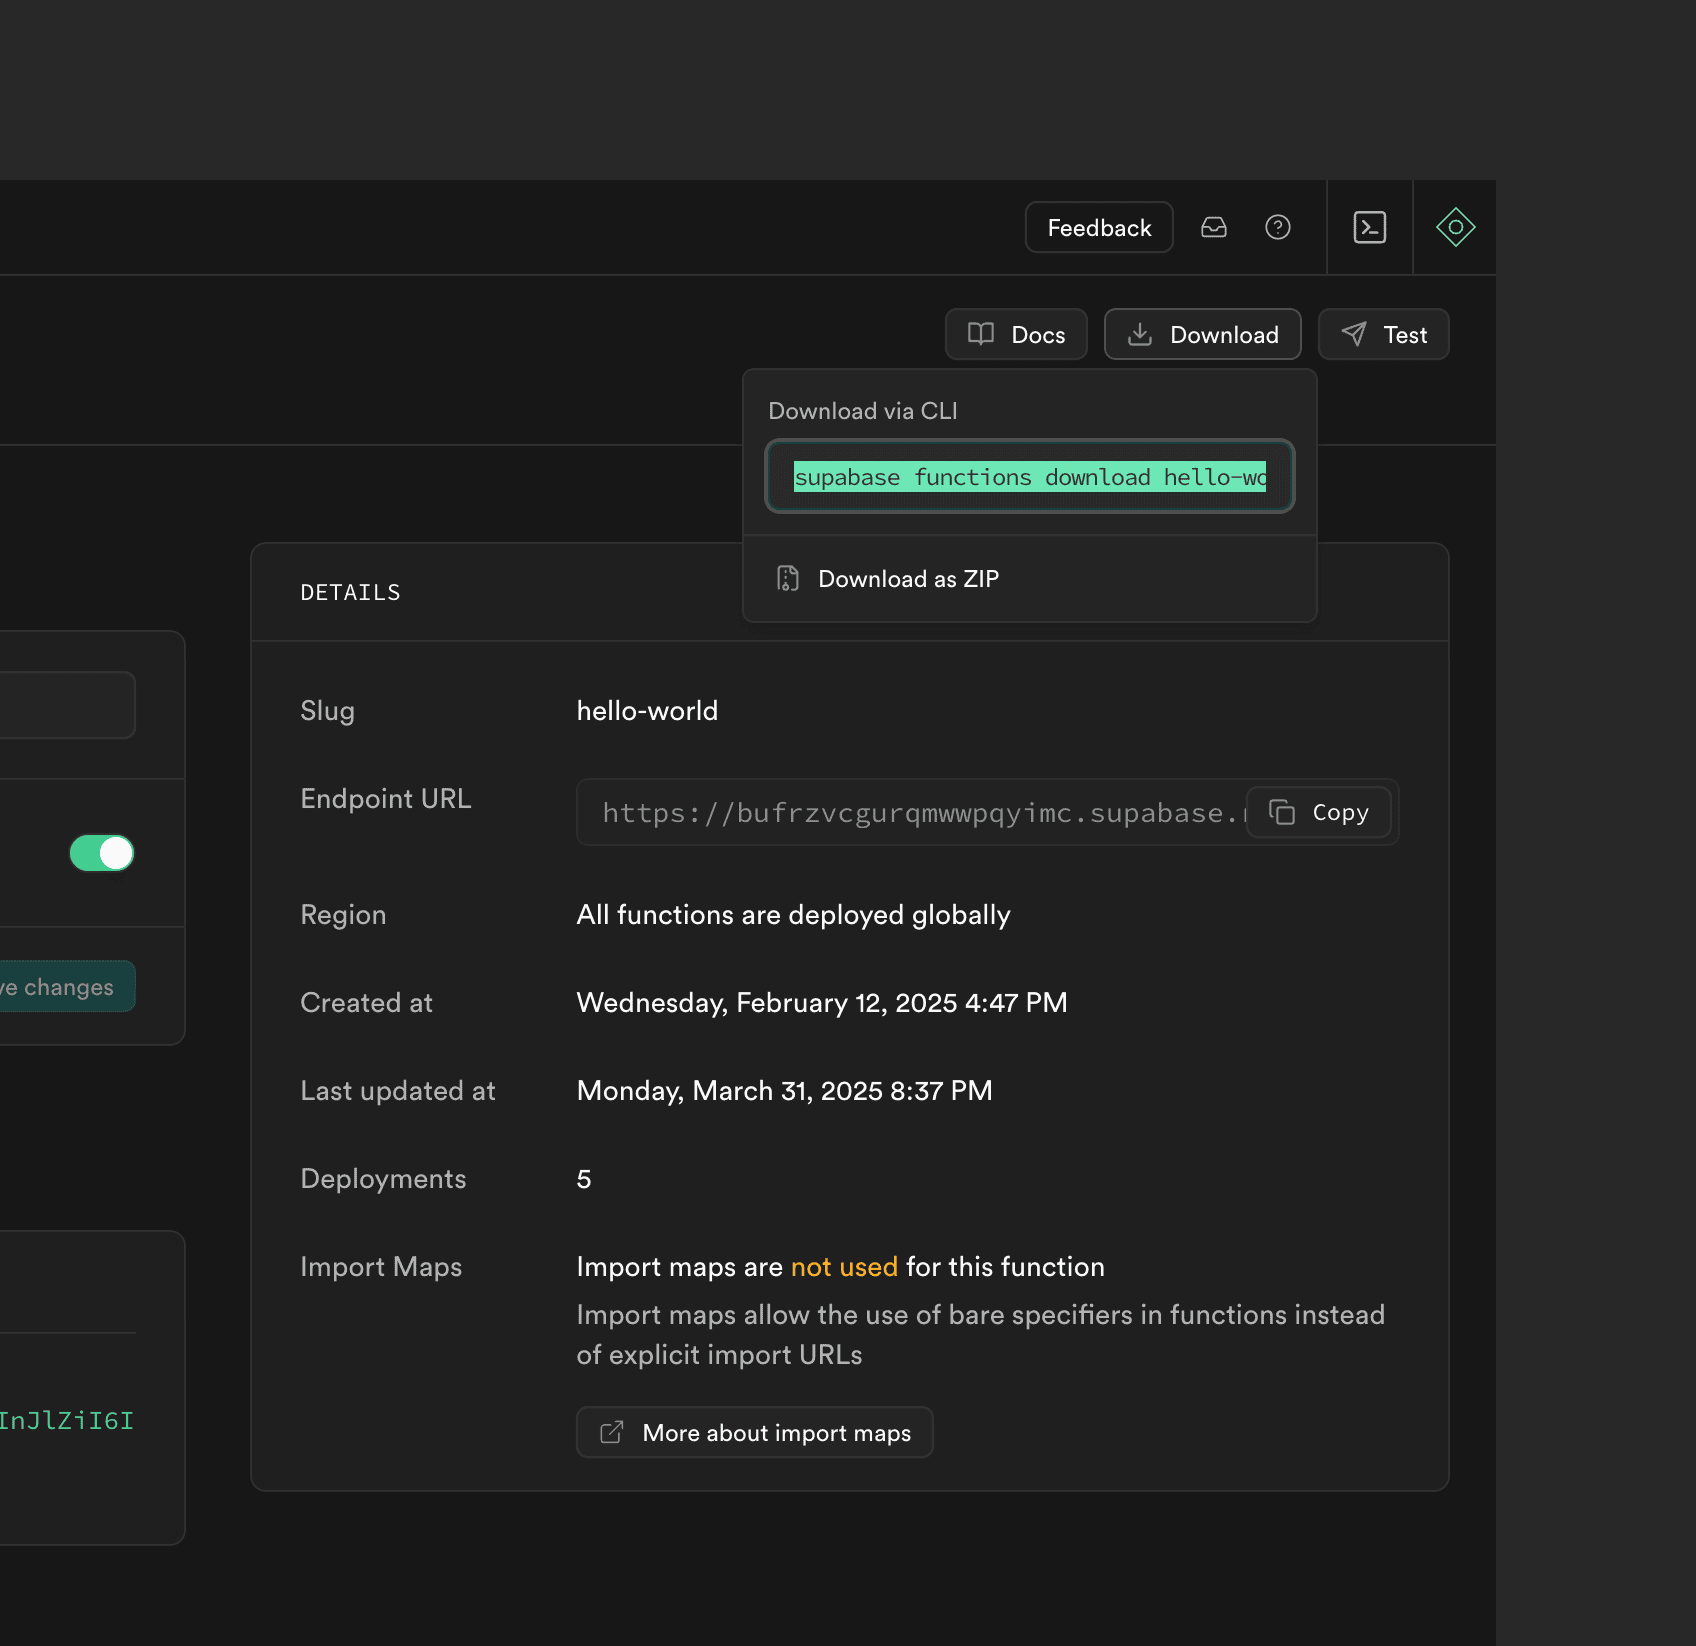 Feedback
Docs
Download
Test
Download via CLI
supabase functions download hello-wo
Download as ZIP
DETAILS
Slug
hello-world
Endpoint URL
https://bufrzvcgurqmwwpqyimc.supabase.
Copy
Region
All functions are deployed globally
ve changes
Created at
Wednesday, February 12, 2025 4:47 PM
Last updated at
Monday, March 31, 2025 8:37 PM
Deployments
5
Import Maps
Import maps are not used for this function
Import maps allow the use of bare specifiers in functions instead
of explicit import URLs
InJlZiI6I
More about import maps